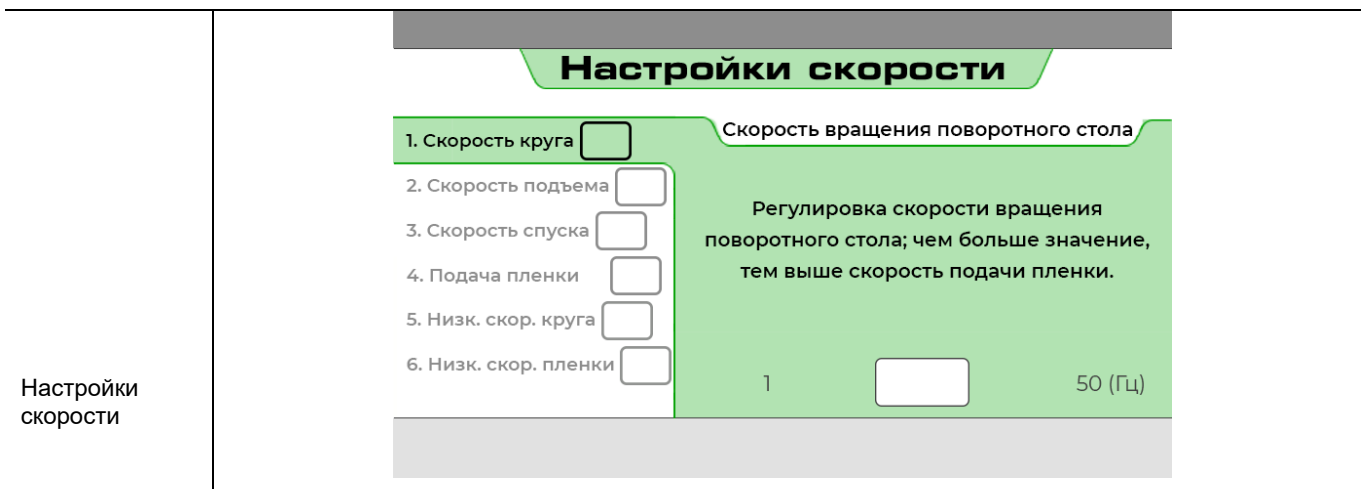 Настройки
скорости
Настройки скорости
1. Скорость круга
2. Скорость подъема
3. Скорость спуска
4. Подача пленки
5. Низк. скор. круга
6. Низк. скор. пленки
Скорость вращения поворотного стола
Регулировка скорости вращения
поворотного стола; чем больше значение,
тем выше скорость подачи пленки.
1 50 (Гц)